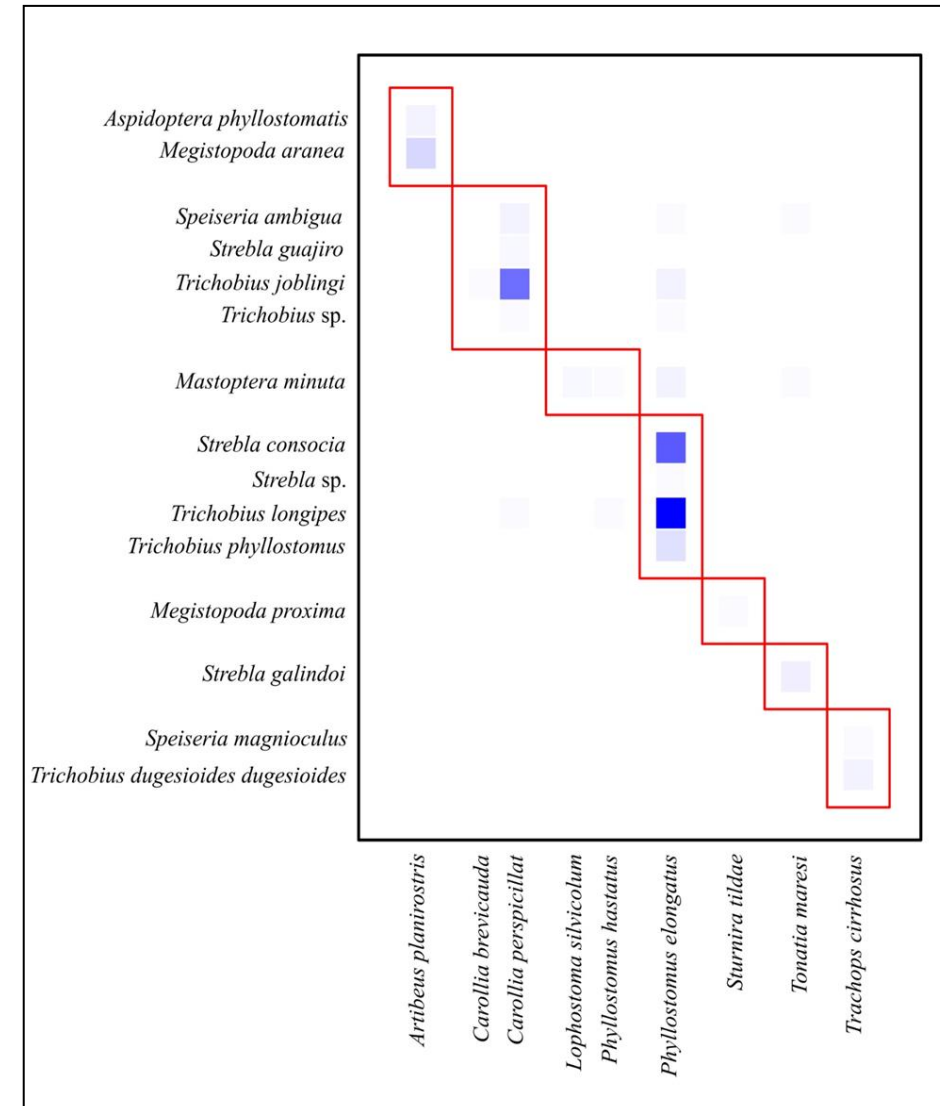 Aspidoptera phyllostomatis
Megistopoda aranea
Speiseria ambigua
Strebla guajiro
Trichobius joblingi
Trichobius sp.
Mastoptera minuta
Strebla consocia
Strebla sp.
Trichobius longipes
Trichobius phyllostomus
Megistopoda proxima
Strebla galindoi
Speiseria magnioculus
Trichobius dugesioides dugesioides
Artibeus planirostris
Carollia brevicauda
Carollia perspicillat
Lophostoma silvicolum
Phyllostomus hastatus
Phyllostomus elongatus
Sturnira tildae
Tonatia maresi
Trachops cirrhosus